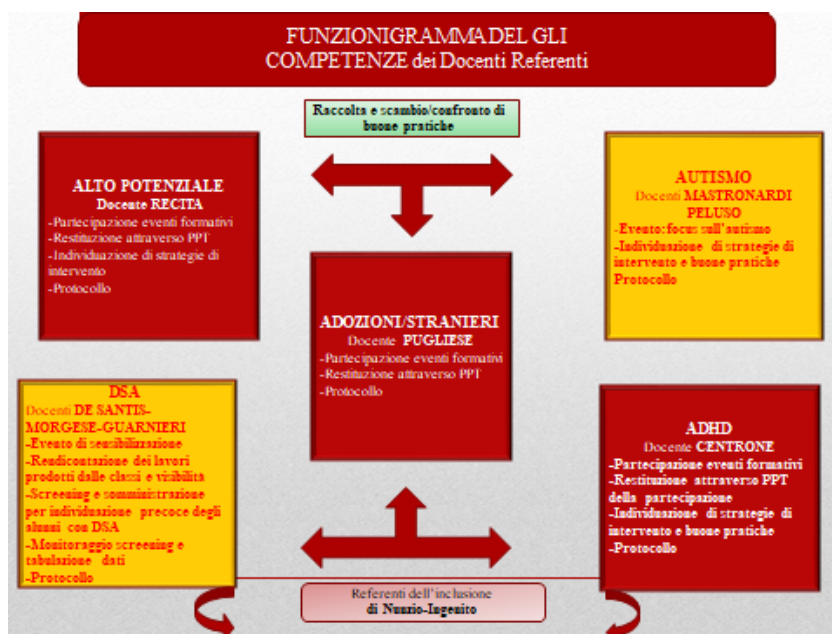 FUNZIONIGRAMMA DEL GLI
COMPETENZE dei Docenti Referenti
Raccolta e scambio/confronto di
buone pratiche
ALTO POTENZIALE
Docente RECITA
-Partecipazione eventi formativi
-Restituzione attraverso PPT
-Individuazione di strategie di
intervento
-Protocollo
AUTISMO
Docenti MASTRONARDI
PELUSO
-Evento:focus sull'autismo
-Individuazione di strategie di
intervento e buone pratiche
Protocollo
ADOZIONI/STRANIERI
Docente PUGLIESE
-Partecipazione eventi formativi
-Restituzione attraverso PPT
-Protocollo
DSA
Docenti DE SANTIS-
MORGESE-GUARNIERI
-Evento di sensibilizzazione
-Rendicontazione dei lavori
prodotti dalle classi e visibilità
-Screening e somministrazione
per individuazione precoce degli
alunni con DSA
-Monitoraggio screening e
tabulazione dati
-Protocollo
ADHD
Docente CENTRONE
-Partecipazione eventi formativi
-Restituzione attraverso PPT
della partecipazione
-Individuazione di strategie di
intervento e buone pratiche
-Protocollo
Referenti dell'inclusione
di Nunzio-Ingenito